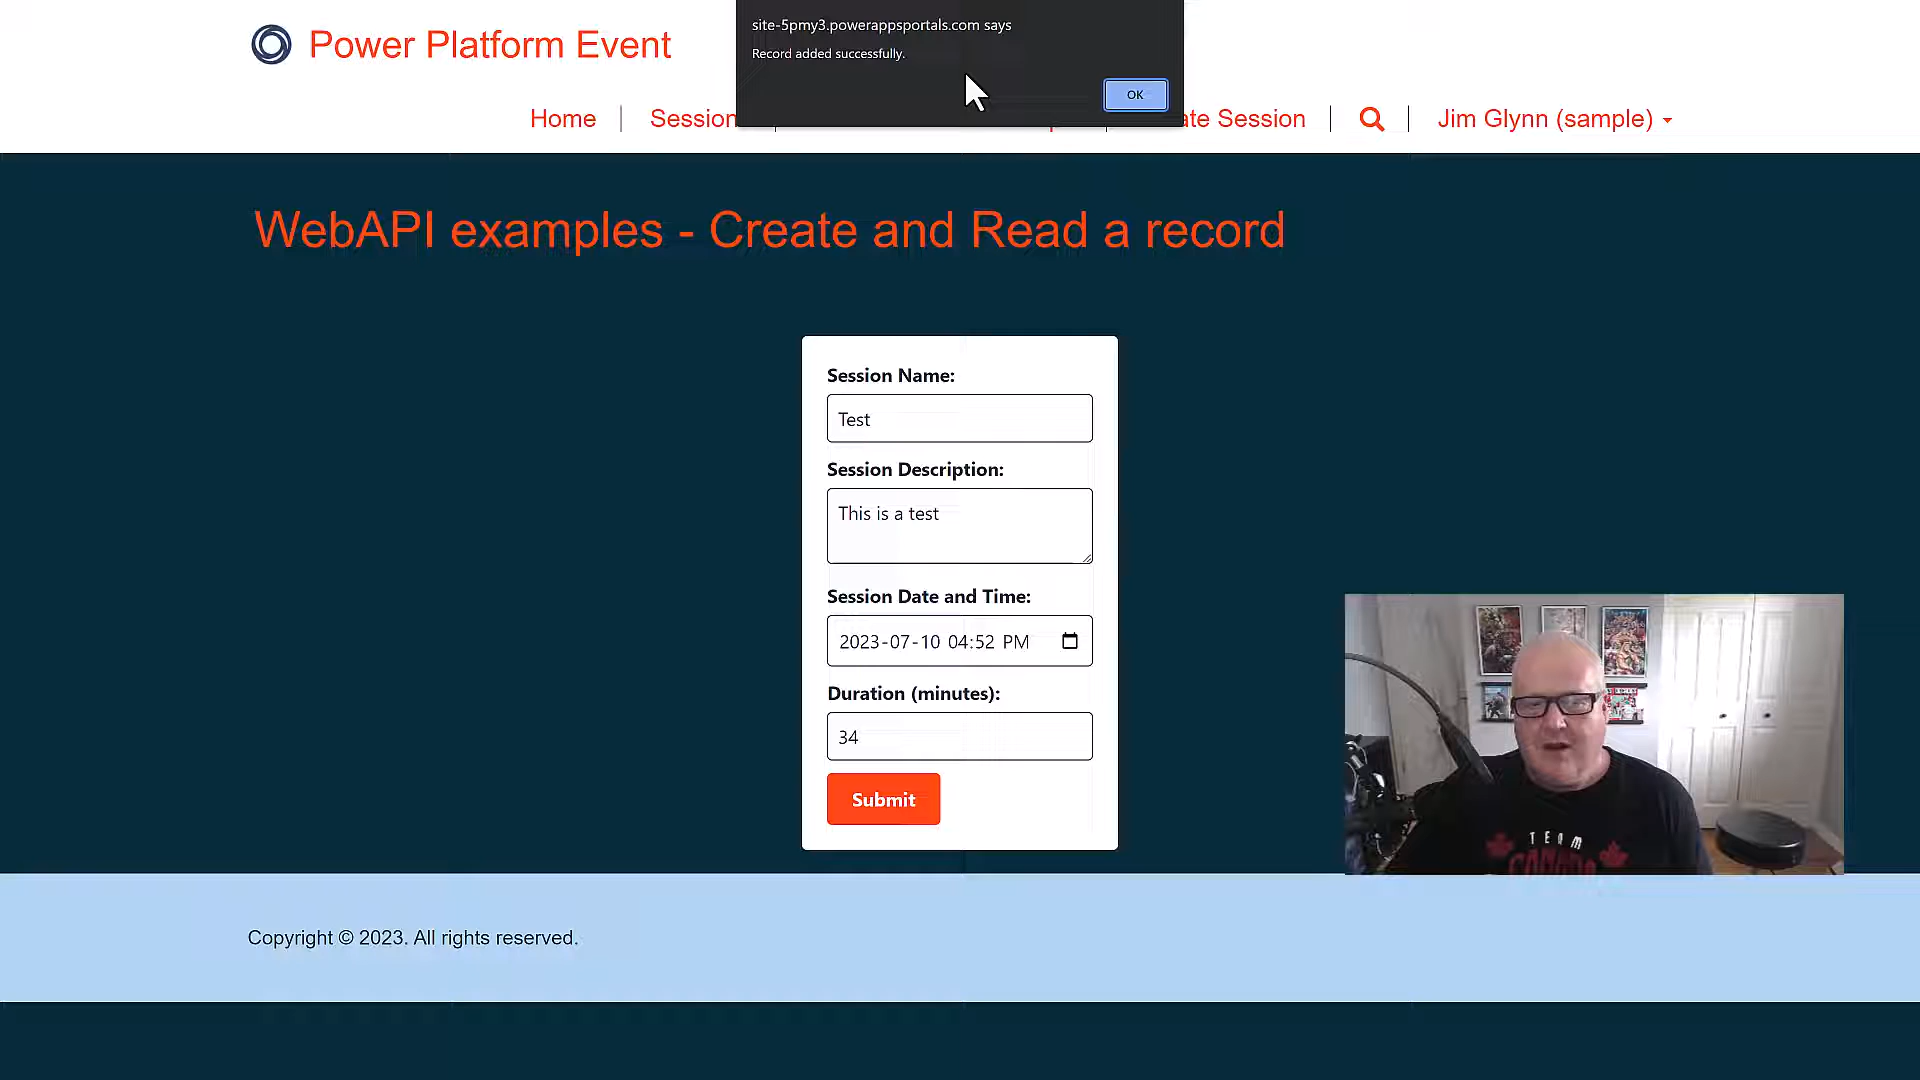 site-5pmy3.powerappsportals.com says
Record added successfully.
OK
Power Platform Event
Home
Session
ate Session
Jim Glynn (sample)
WebAPI examples - Create and Read a record
Session Name:
Test
Session Description:
This is a test
Session Date and Time:
2023-07-10 04:52 PM
Duration (minutes):
34
Submit
TEAM
CANADA
Copyright © 2023. All rights reserved.